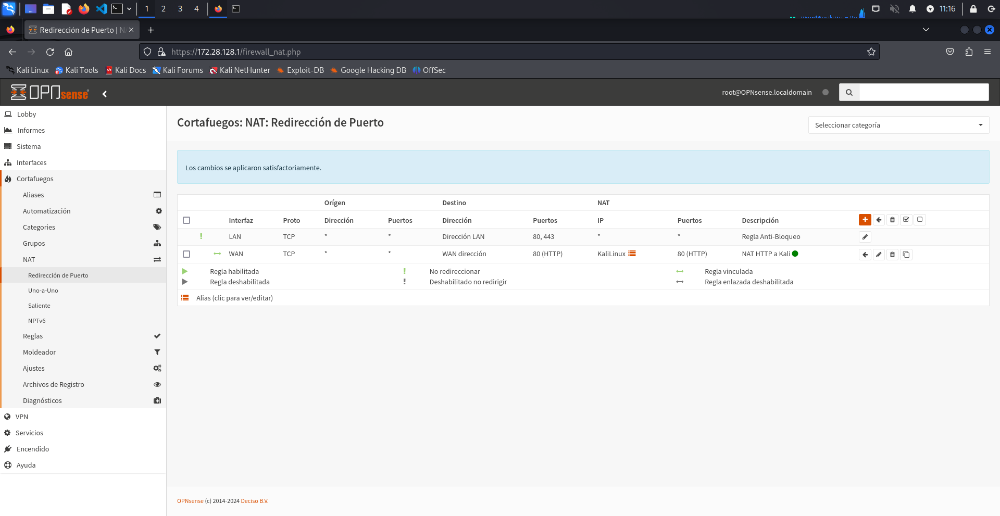 1 2 3 4 11:16
Redirección de Puerto | N
https://172.28.128.1/firewall_nat.php
Kali Linux Kali Tools Kali Docs Kali Forums Kali NetHunter Exploit-DB Google Hacking DB OffSec
OPNsense root@OPNsense.localdomain
Lobby
Informes
Sistema
Interfaces
Cortafuegos
Aliases
Automatización
Categories
Grupos
NAT
Redirección de Puerto
Uno-a-Uno
Saliente
NPTv6
Reglas
Moldeador
Ajustes
Archivos de Registro
Diagnósticos
VPN
Servicios
Encendido
Ayuda
Cortafuegos: NAT: Redirección de Puerto
Seleccionar categoría
Los cambios se aplicaron satisfactoriamente.
Orígen Destino NAT
Interfaz Proto Dirección Puertos Dirección Puertos IP Puertos Descripción
LAN TCP * * Dirección LAN 80, 443 * * Regla Anti-Bloqueo
WAN TCP * * WAN dirección 80 (HTTP) KaliLinux 80 (HTTP) NAT HTTP a Kali
Regla habilitada No redireccionar Regla vinculada
Regla deshabilitada Deshabilitado no redirigir Regla enlazada deshabilitada
Alias (clic para ver/editar)
OPNsense (c) 2014-2024 Deciso B.V.